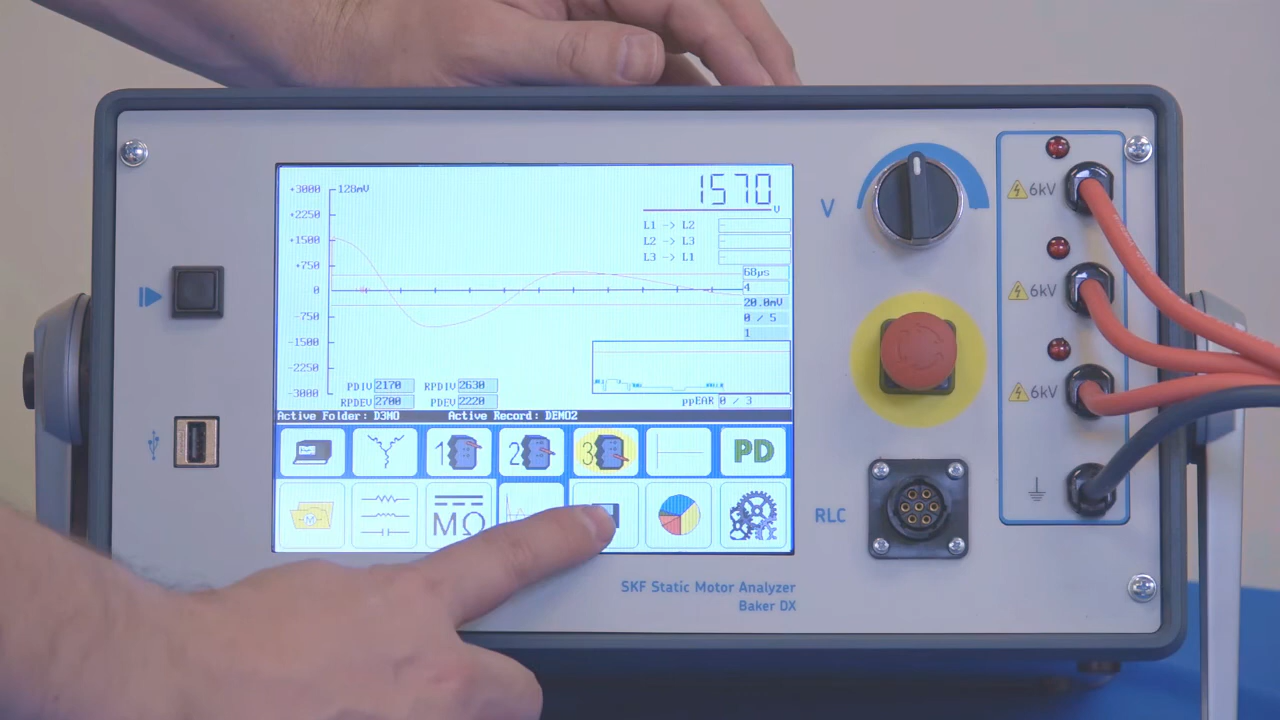 1570
V
+3000 128mV
+2250
+1500
+750
0
-750
-1500
-2250
-3000
L1 -> L2
L2 -> L3
L3 -> L1
68µs
4
20.0mV
0 / 5
1
PDIV 2170 RPDIV 2630
RPDEV 2700 PDEV 2220
ppEAR 0 / 3
Active Folder: D3MO Active Record: DEMO2
1 2 3 PD
M MΩ
V
6kV
6kV
6kV
RLC
SKF Static Motor Analyzer
Baker DX